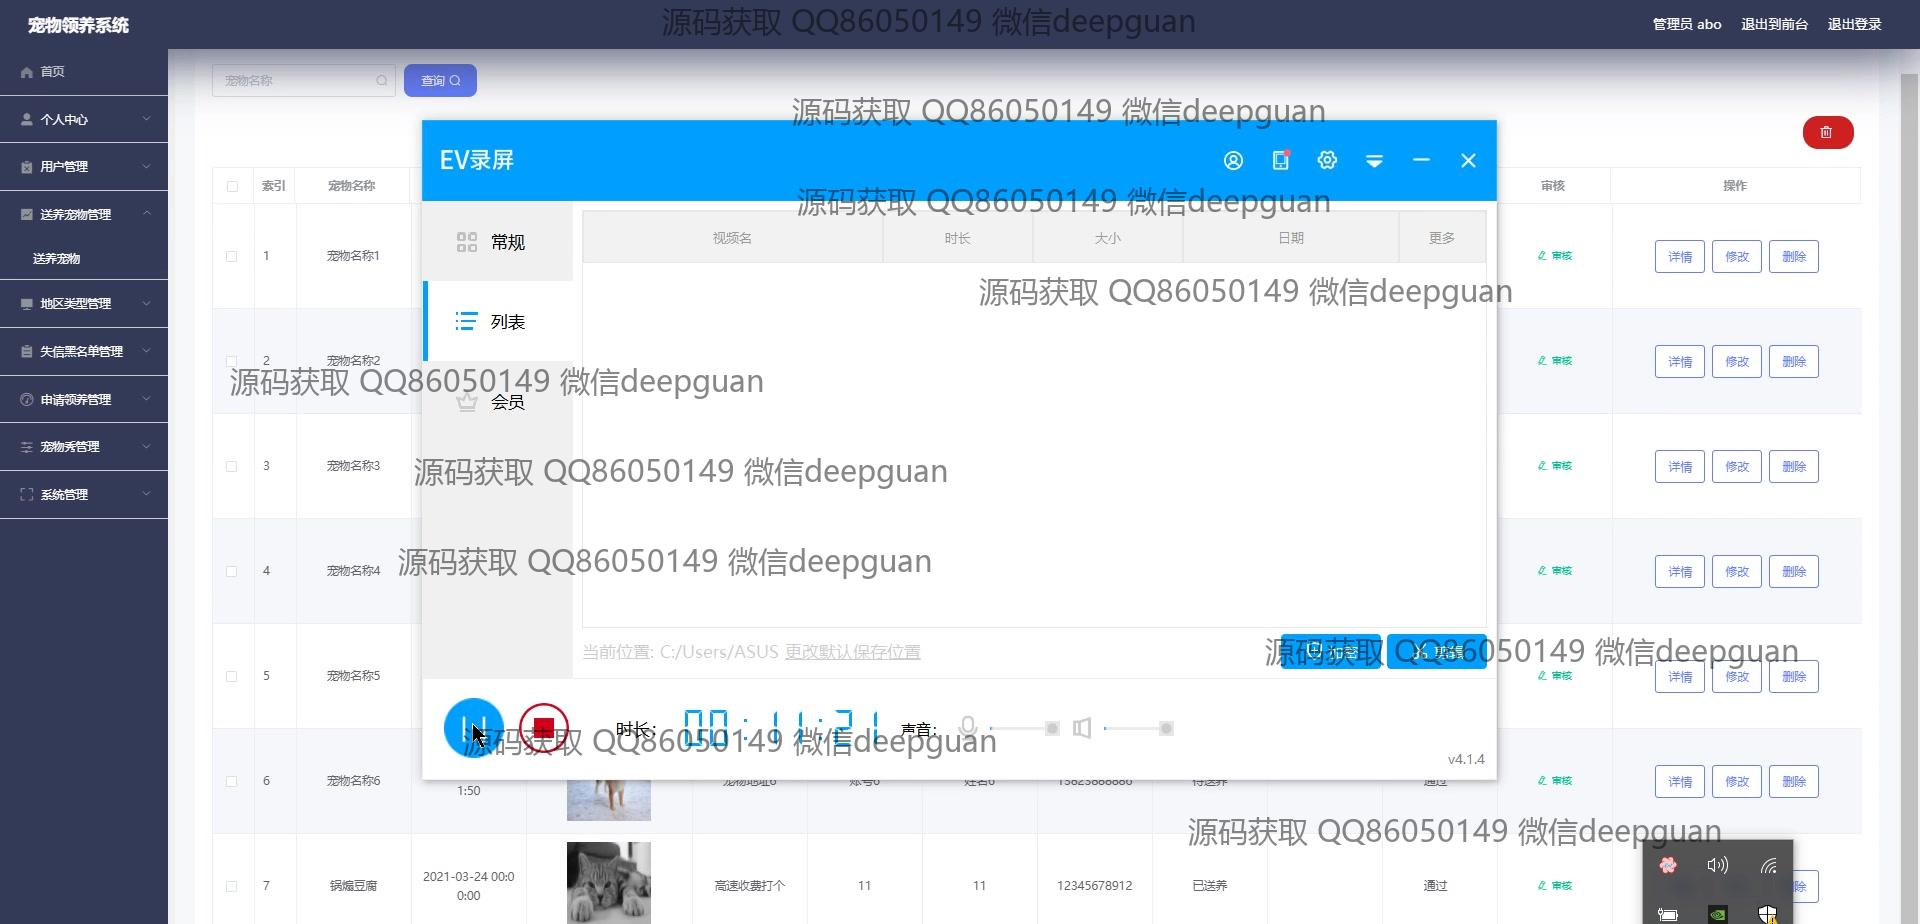 宠物领养系统
源码获取 QQ86050149 微信deepguan
管理员 abo 退出到前台 退出登录
首页
个人中心
用户管理
送养宠物管理
送养宠物
地区类型管理
失信黑名单管理
申请领养管理
宠物秀管理
系统管理
宠物名称 查询
源码获取 QQ86050149 微信deepguan
索引 宠物名称 审核 操作
1 宠物名称1 审核 详情 修改 删除
2 宠物名称2 审核 详情 修改 删除
3 宠物名称3 审核 详情 修改 删除
4 宠物名称4 审核 详情 修改 删除
5 宠物名称5 审核 详情 修改 删除
6 宠物名称6 1:50 宠物地址6 账号6 姓名6 13823888886 待送养 通过 审核 详情 修改 删除
7 锅煸豆腐 2021-03-24 00:0
0:00 高速收费打个 11 11 12345678912 已送养 通过 审核 除
EV录屏
源码获取 QQ86050149 微信deepguan
常规
列表
会员
视频名 时长 大小 日期 更多
源码获取 QQ86050149 微信deepguan
源码获取 QQ86050149 微信deepguan
源码获取 QQ86050149 微信deepguan
源码获取 QQ86050149 微信deepguan
当前位置: C:/Users/ASUS 更改默认保存位置
源码获取 QQ86050149 微信deepguan
时长: 00:11:21 声音:
源码获取 QQ86050149 微信deepguan
v4.1.4
源码获取 QQ86050149 微信deepguan